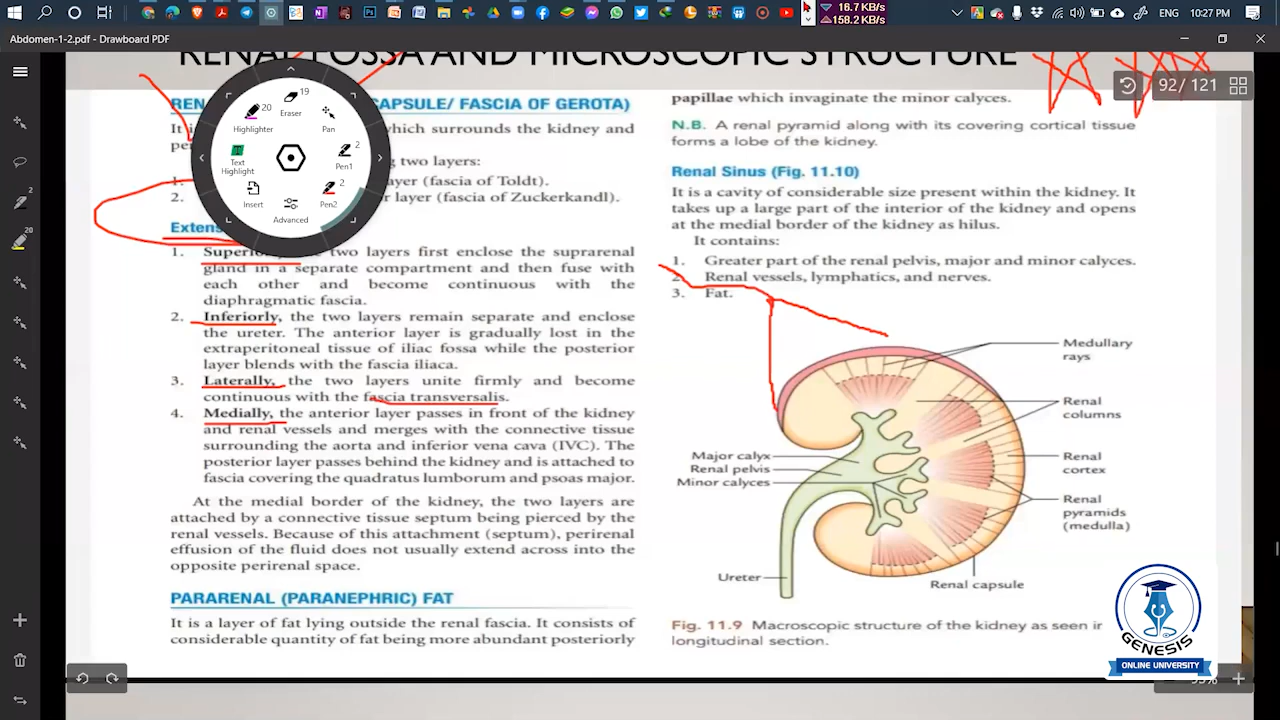 16.7 KB/s
158.2 KB/s
ENG 10:27 PM
Abdomen-1-2.pdf - Drawboard PDF
RENAL FOSSA AND MICROSCOPIC STRUCTURE
92 / 121
19
Eraser
20
Highlighter
Pan
Text
Highlight
2
Pen1
Insert
2
Pen2
Advanced
2
20
CAPSULE/ FASCIA OF GEROTA)
which surrounds the kidney and
two layers:
1. layer (fascia of Toldt).
2. layer (fascia of Zuckerkandl).
1. two layers first enclose the suprarenal
gland in a separate compartment and then fuse with
each other and become continuous with the
diaphragmatic fascia.
2. Inferiorly, the two layers remain separate and enclose
the ureter. The anterior layer is gradually lost in the
extraperitoneal tissue of iliac fossa while the posterior
layer blends with the fascia iliaca.
3. Laterally, the two layers unite firmly and become
continuous with the fascia transversalis.
4. Medially, the anterior layer passes in front of the kidney
and renal vessels and merges with the connective tissue
surrounding the aorta and inferior vena cava (IVC). The
posterior layer passes behind the kidney and is attached to
fascia covering the quadratus lumborum and psoas major.
At the medial border of the kidney, the two layers are
attached by a connective tissue septum being pierced by the
renal vessels. Because of this attachment (septum), perirenal
effusion of the fluid does not usually extend across into the
opposite perirenal space.
PARARENAL (PARANEPHRIC) FAT
It is a layer of fat lying outside the renal fascia. It consists of
considerable quantity of fat being more abundant posteriorly
papillae which invaginate the minor calyces.
N.B. A renal pyramid along with its covering cortical tissue
forms a lobe of the kidney.
Renal Sinus (Fig. 11.10)
It is a cavity of considerable size present within the kidney. It
takes up a large part of the interior of the kidney and opens
at the medial border of the kidney as hilus.
It contains:
1. Greater part of the renal pelvis, major and minor calyces.
2. Renal vessels, lymphatics, and nerves.
3. Fat.
Medullary
rays
Renal
columns
Renal
cortex
Renal
pyramids
(medulla)
Major calyx
Renal pelvis
Minor calyces
Ureter
Renal capsule
Fig. 11.9 Macroscopic structure of the kidney as seen in
longitudinal section.
GENESIS
ONLINE UNIVERSITY